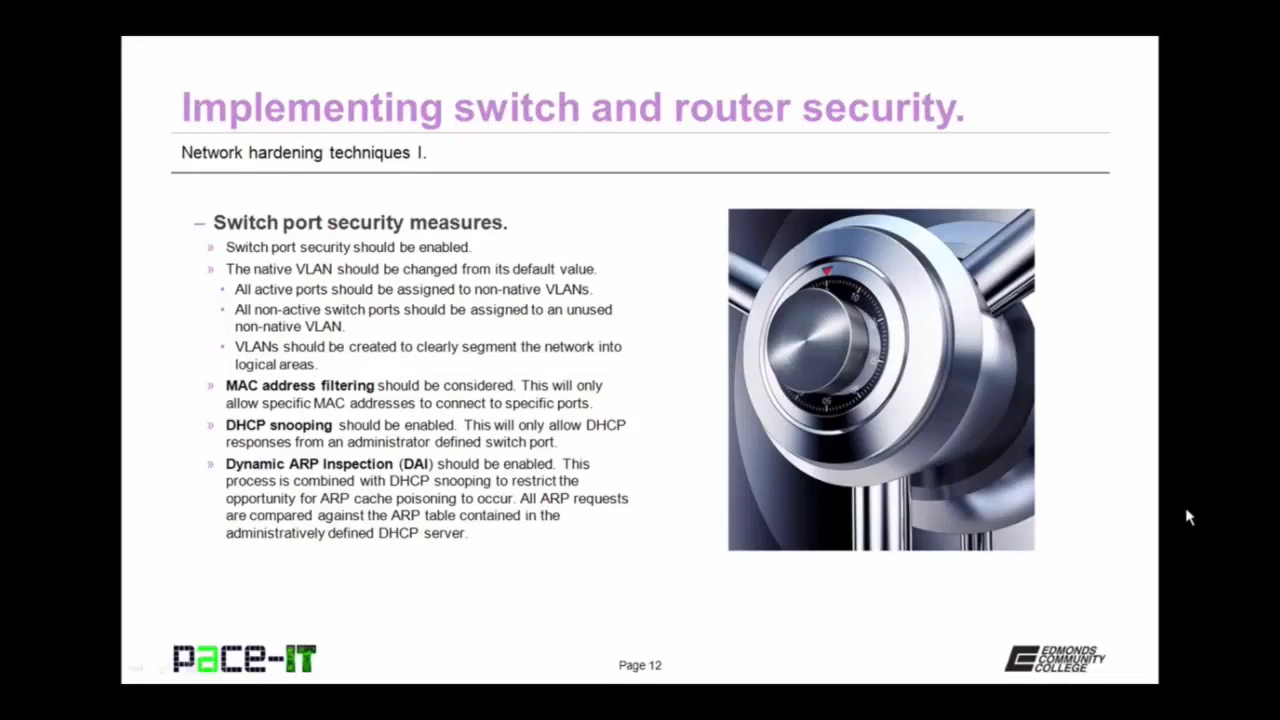 Implementing switch and router security.
Network hardening techniques I.
– Switch port security measures.
» Switch port security should be enabled.
» The native VLAN should be changed from its default value.
• All active ports should be assigned to non-native VLANs.
• All non-active switch ports should be assigned to an unused
non-native VLAN.
• VLANs should be created to clearly segment the network into
logical areas.
» MAC address filtering should be considered. This will only
allow specific MAC addresses to connect to specific ports.
» DHCP snooping should be enabled. This will only allow DHCP
responses from an administrator defined switch port.
» Dynamic ARP Inspection (DAI) should be enabled. This
process is combined with DHCP snooping to restrict the
opportunity for ARP cache poisoning to occur. All ARP requests
are compared against the ARP table contained in the
administratively defined DHCP server.
10
50
pace-IT
Page 12
EDMONDS
COMMUNITY
COLLEGE